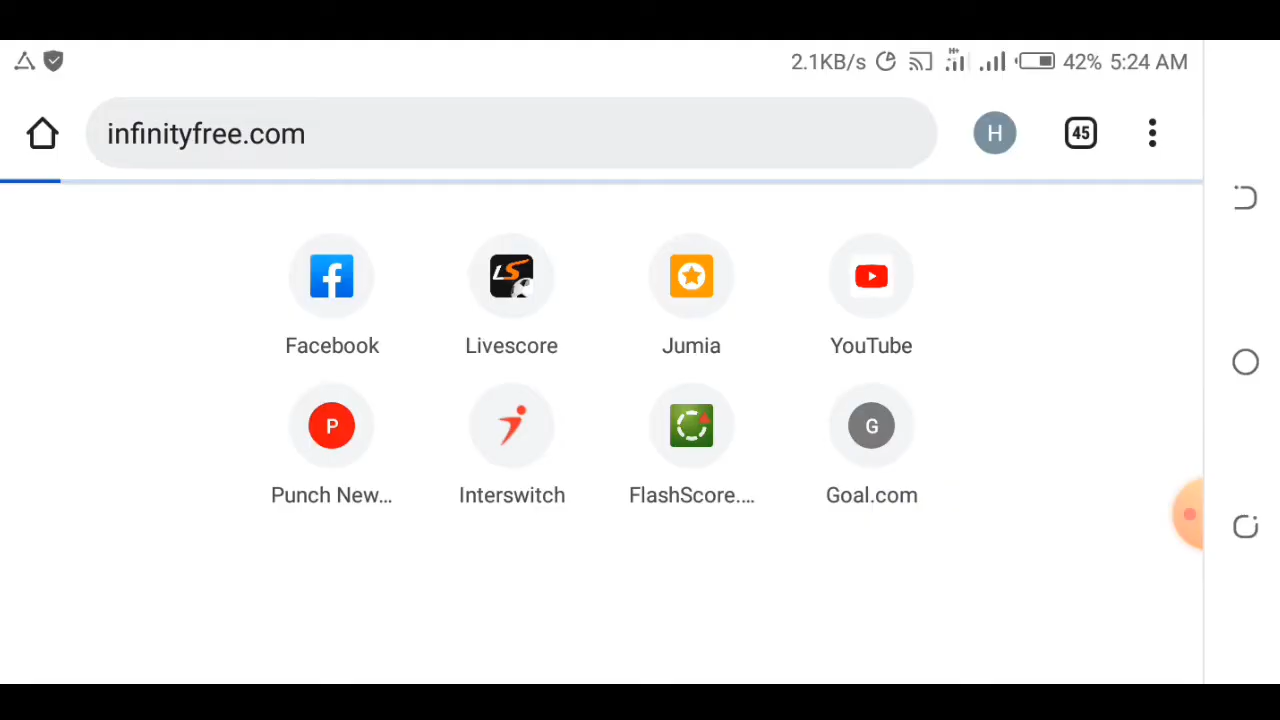 2.1KB/s H+ 42% 5:24 AM
infinityfree.com H 45
Facebook Livescore Jumia YouTube
P G
Punch New... Interswitch FlashScore.... Goal.com